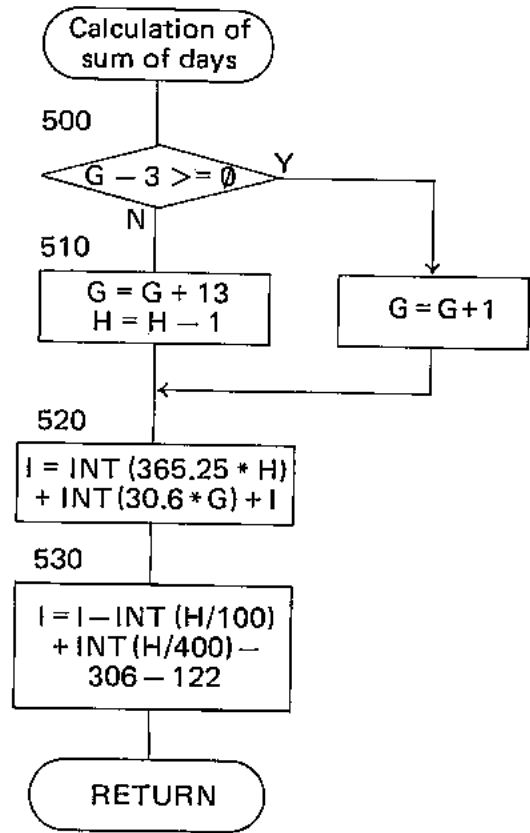 Calculation of
sum of days
500
G – 3 > = 0
Y
N
510
G = G + 13
H = H – 1
G = G + 1
520
I = INT (365.25 * H)
+ INT (30.6 * G) + I
530
I = I – INT (H/100)
+ INT (H/400) –
306 – 122
RETURN